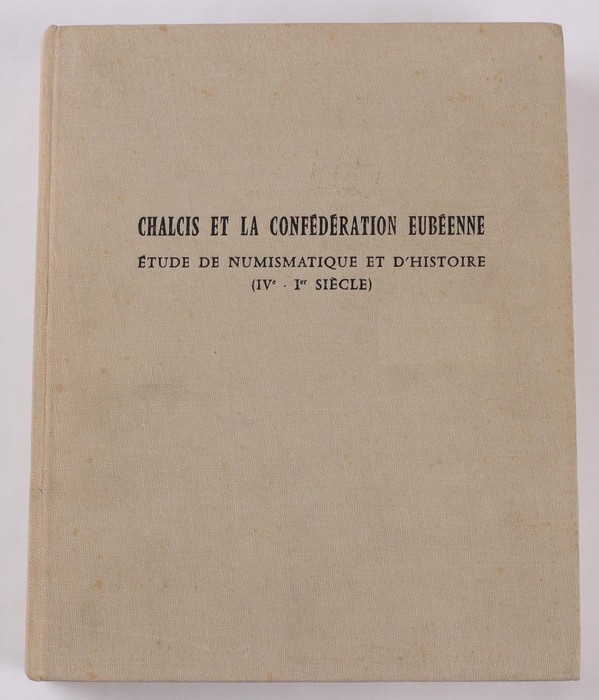 CHALCIS ET LA CONFÉDÉRATION EUBÉENNE
ÉTUDE DE NUMISMATIQUE ET D'HISTOIRE
(IVe - Ier SIÈCLE)